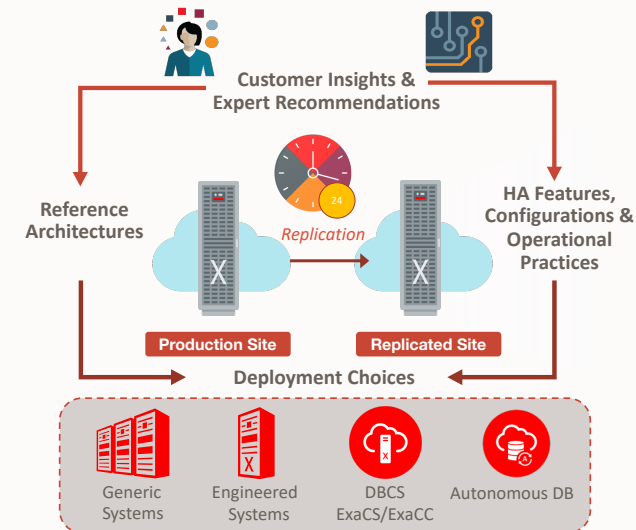 Customer Insights &
Expert Recommendations
24
Reference
Architectures
HA Features,
Configurations &
Operational
Practices
Replication
X
X
Production Site
Replicated Site
Deployment Choices
X
X
A
Generic
Systems
Engineered
Systems
DBCS
ExaCS/ExaCC
Autonomous DB